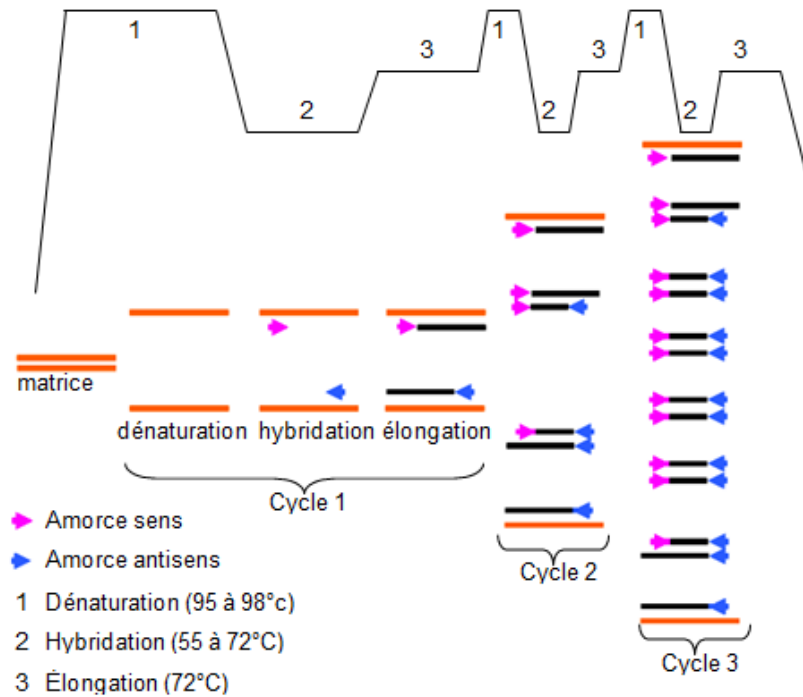 1
3
1
3
1
3
2
2
2
matrice
dénaturation hybridation élongation
Cycle 1
Cycle 2
Cycle 3
Amorce sens
Amorce antisens
1 Dénaturation (95 à 98°c)
2 Hybridation (55 à 72°C)
3 Élongation (72°C)